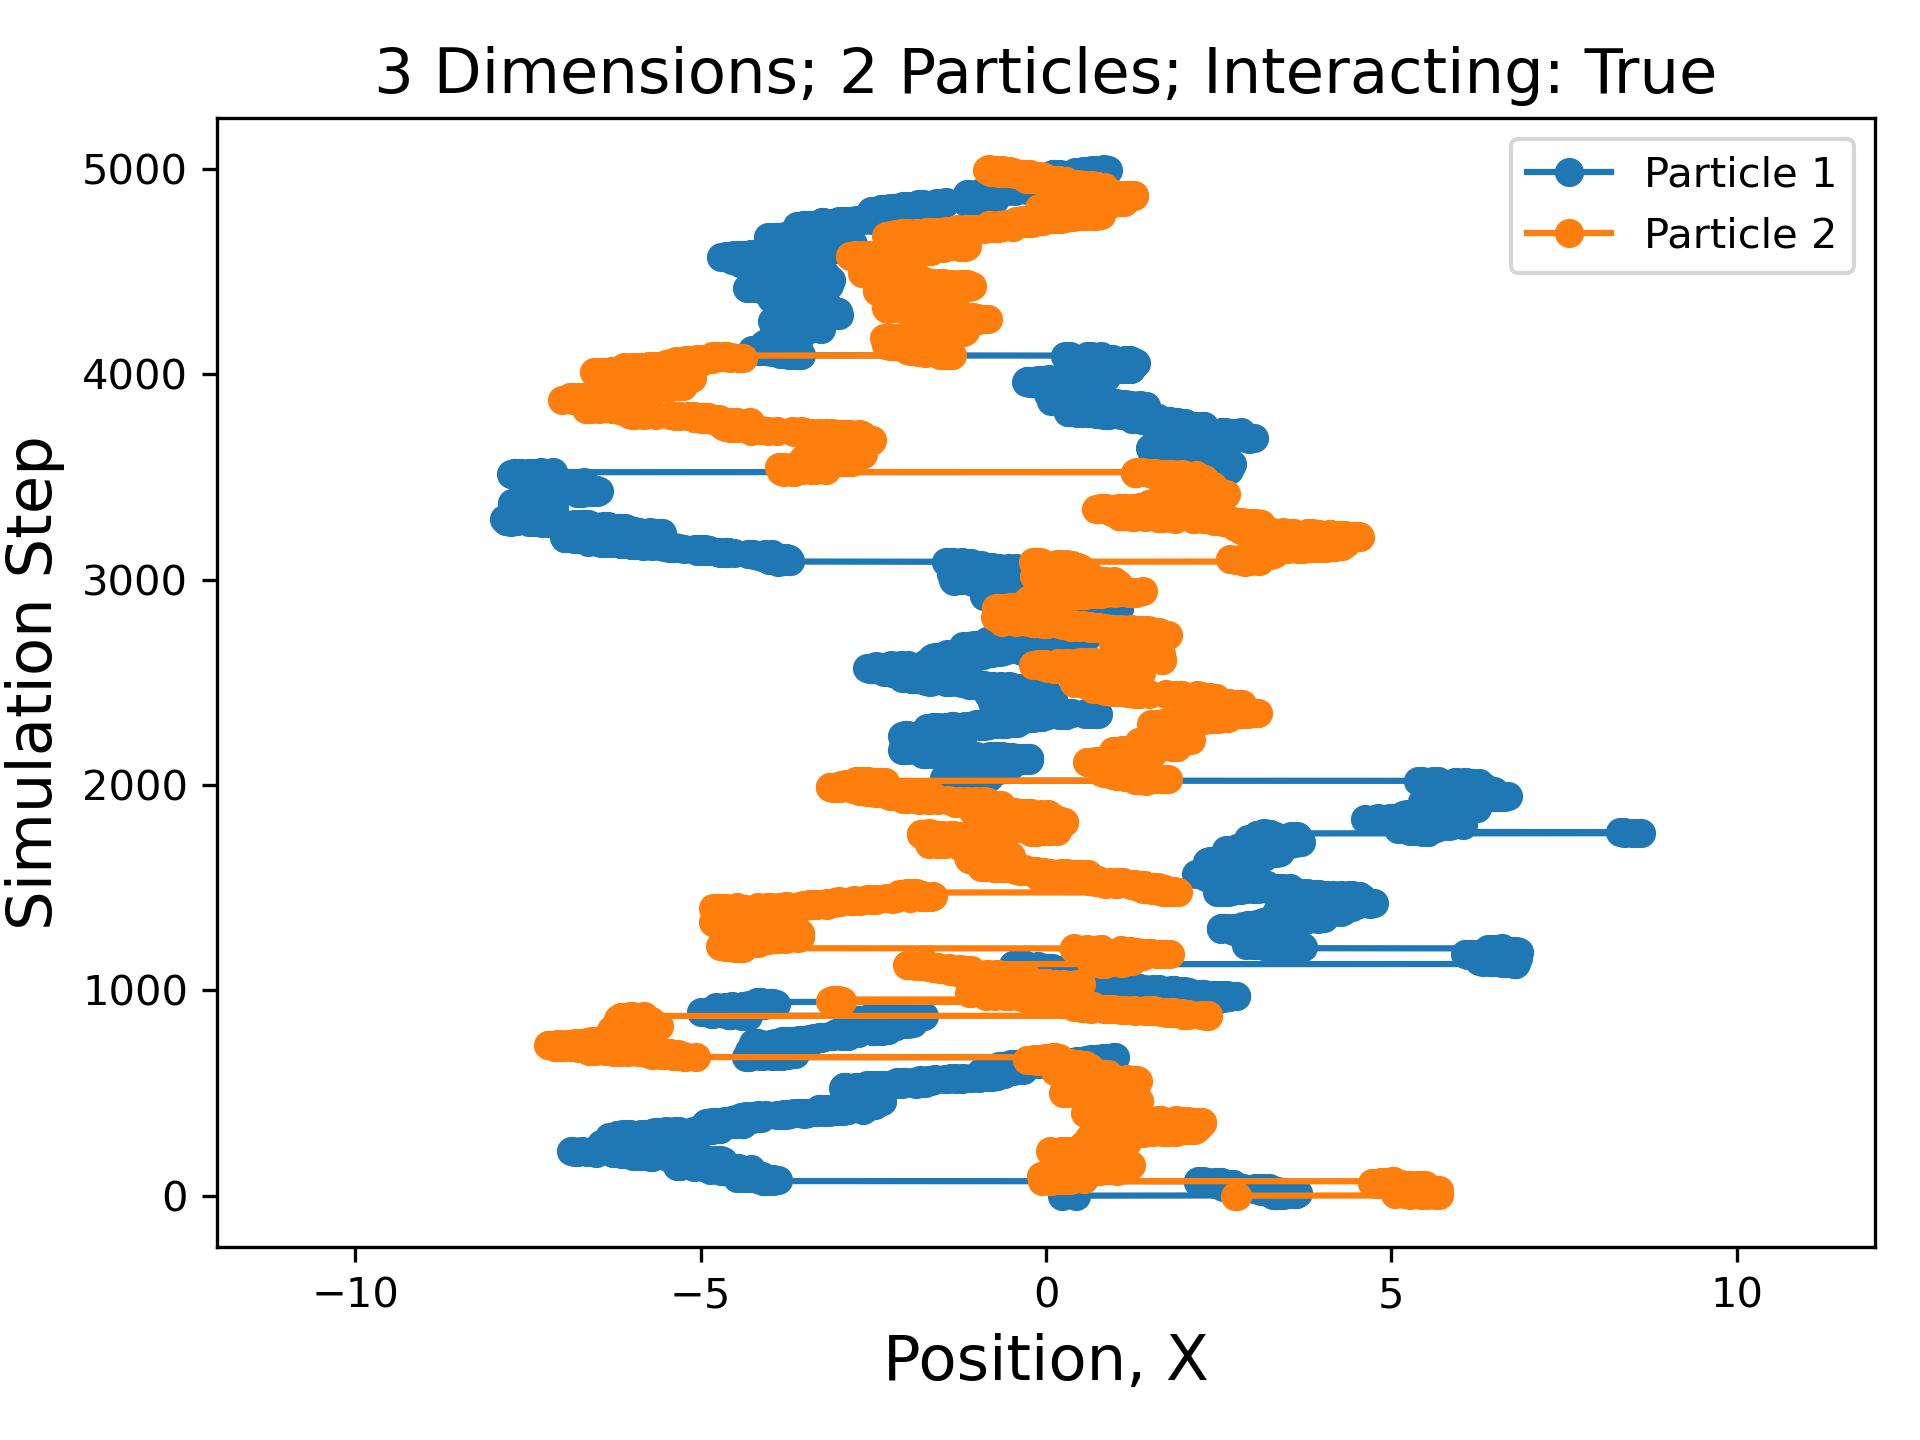 3 Dimensions; 2 Particles; Interacting: True
Particle 1
Particle 2
5000
4000
3000
2000
1000
0
Simulation Step
−10
−5
0
5
10
Position, X